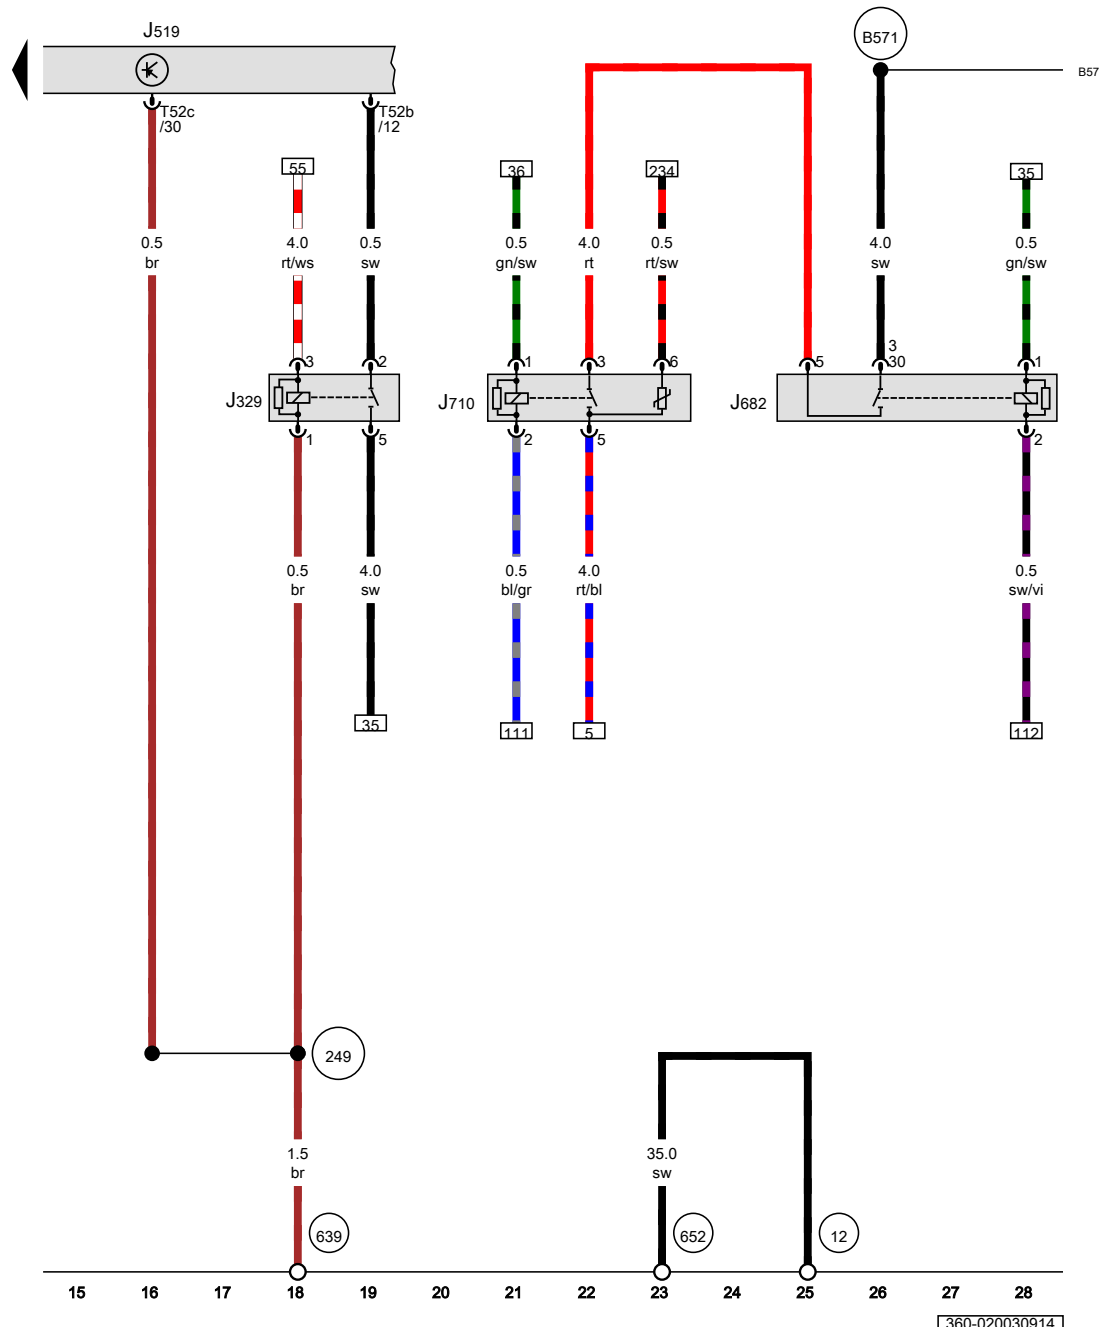 J519
B571
B57
T52c
/30
T52b
/12
55
36
234
35
0.5
br
4.0
rt/ws
0.5
sw
0.5
gn/sw
4.0
rt
0.5
rt/sw
4.0
sw
0.5
gn/sw
3
2
1
3
6
5
3
30
1
J329
J710
J682
1
5
2
5
2
0.5
br
4.0
sw
0.5
bl/gr
4.0
rt/bl
0.5
sw/vi
35
111
5
112
249
1.5
br
35.0
sw
639
652
12
15 16 17 18 19 20 21 22 23 24 25 26 27 28
360-020030914